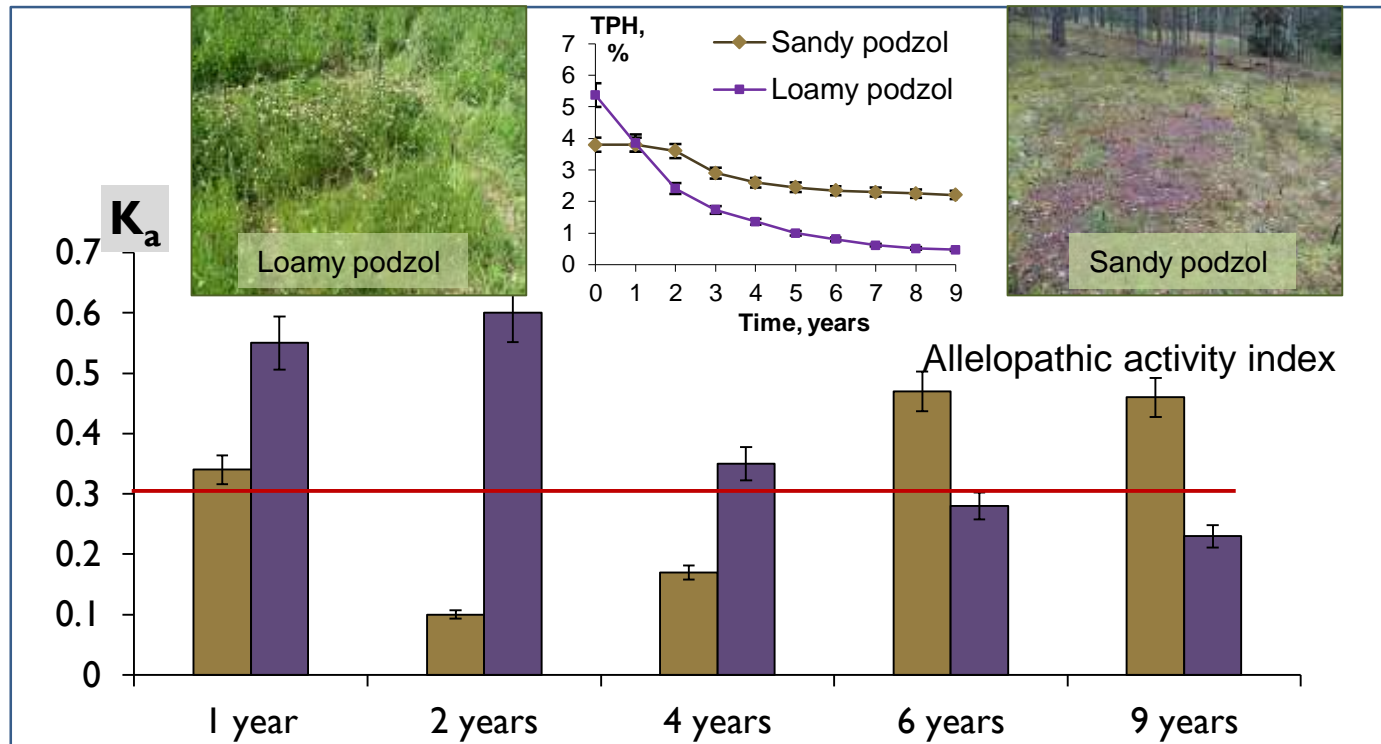 TPH,
%
7
6
5
4
3
2
1
0
0 1 2 3 4 5 6 7 8 9
Time, years
Sandy podzol
Loamy podzol
Loamy podzol
Sandy podzol
Allelopathic activity index
Ka
0.7
0.6
0.5
0.4
0.3
0.2
0.1
0
1 year 2 years 4 years 6 years 9 years